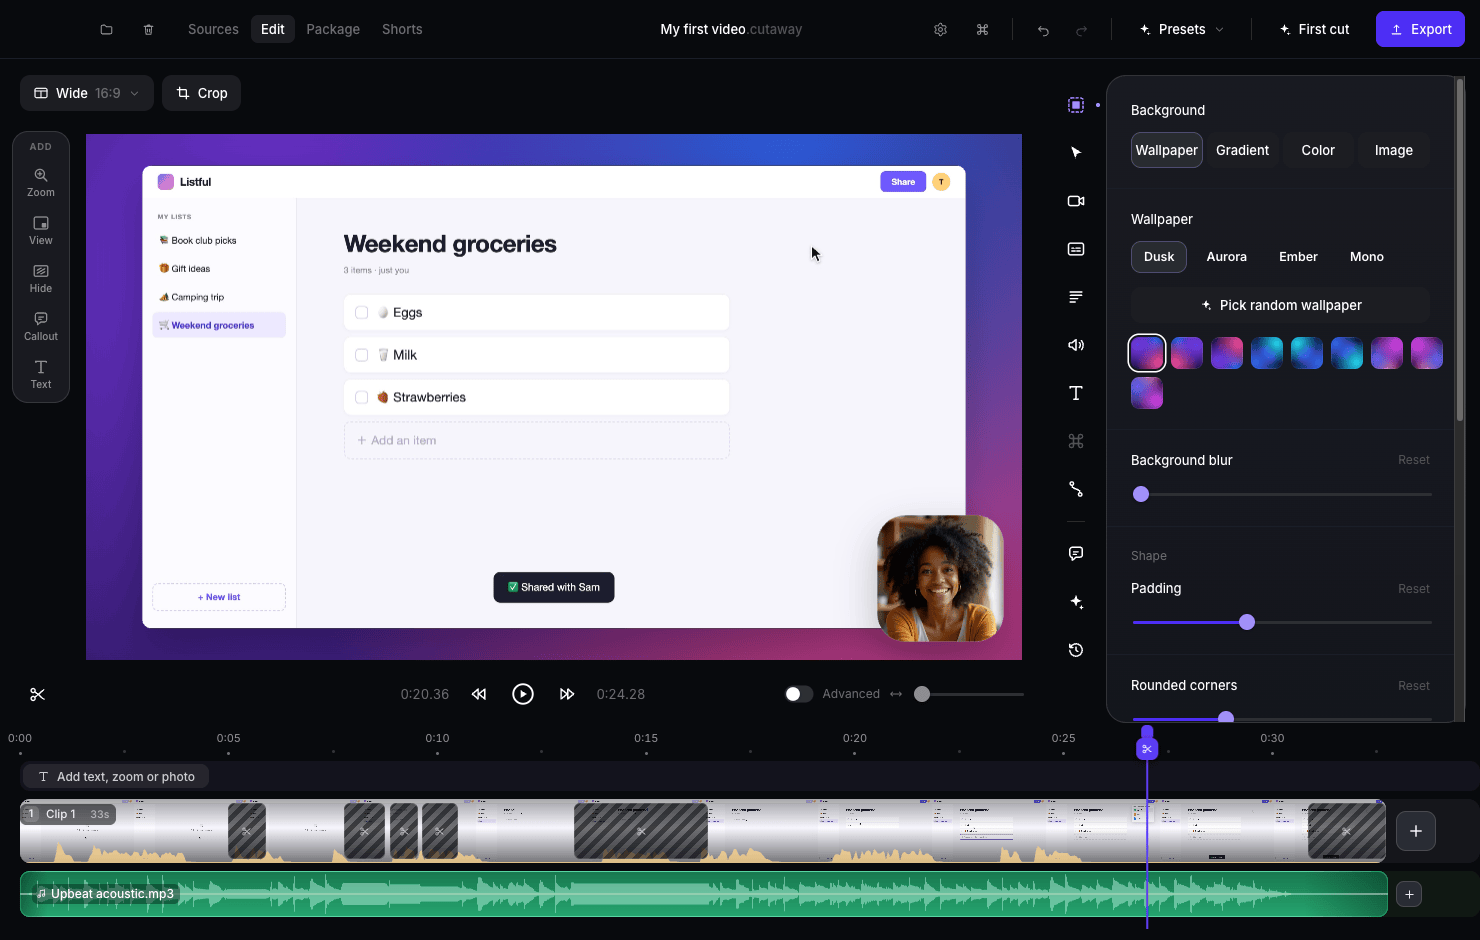 Sources Edit Package Shorts My first video.cutaway Presets First cut Export
Wide 16:9 Crop
ADD
Zoom
View
Hide
Callout
Text
Listful Share T
MY LISTS
Book club picks
Gift ideas
Camping trip
Weekend groceries
+ New list
Weekend groceries
3 items · just you
Eggs
Milk
Strawberries
+ Add an item
Shared with Sam
Background
Wallpaper Gradient Color Image
Wallpaper
Dusk Aurora Ember Mono
Pick random wallpaper
Background blur Reset
Shape
Padding Reset
Rounded corners Reset
0:20.36 0:24.28 Advanced
0:00 0:05 0:10 0:15 0:20 0:25 0:30
Add text, zoom or photo
1 Clip 1 33s
Upbeat acoustic.mp3